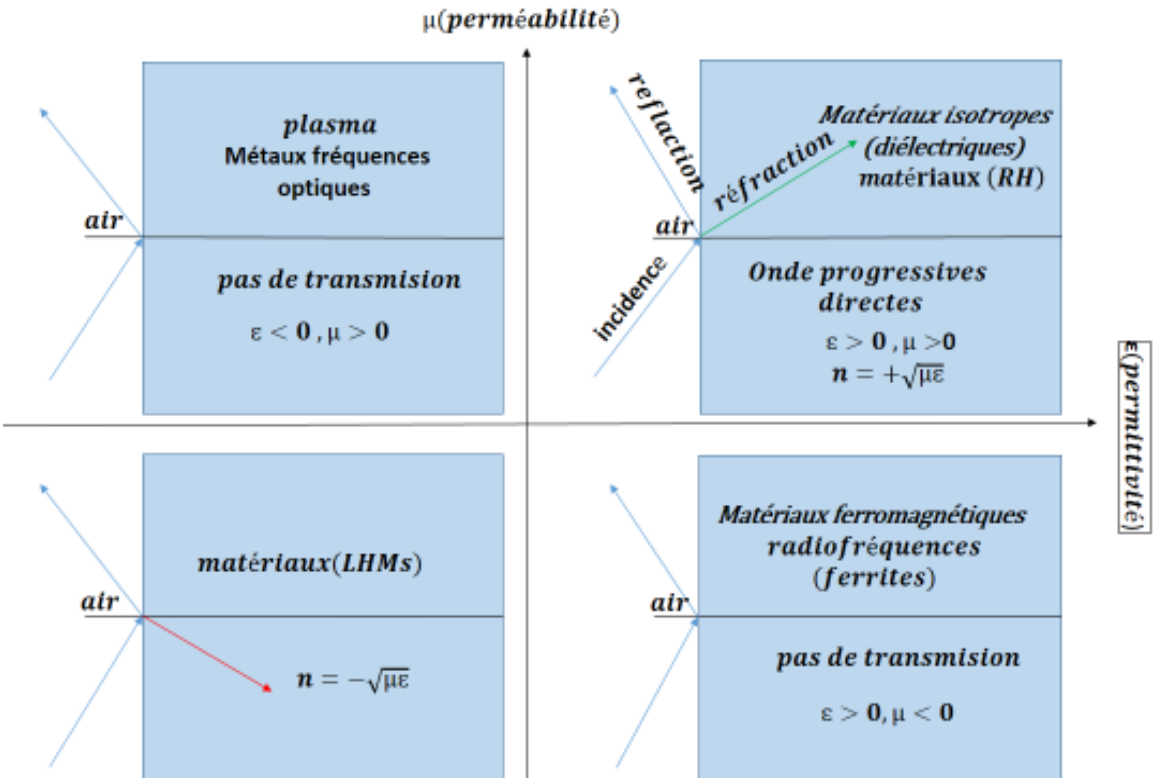 μ(perméabilité)
plasma
Métaux fréquences
optiques
air
pas de transmision
ε < 0 , μ > 0
reflaction
réfraction
Matériaux isotropes
(diélectriques)
matériaux (RH)
air
incidence
Onde progressives
directes
ε > 0 , μ >0
n = +√με
ε(permittivité)
matériaux(LHMs)
air
n = −√με
Matériaux ferromagnétiques
radiofréquences
(ferrites)
air
pas de transmision
ε > 0, μ < 0